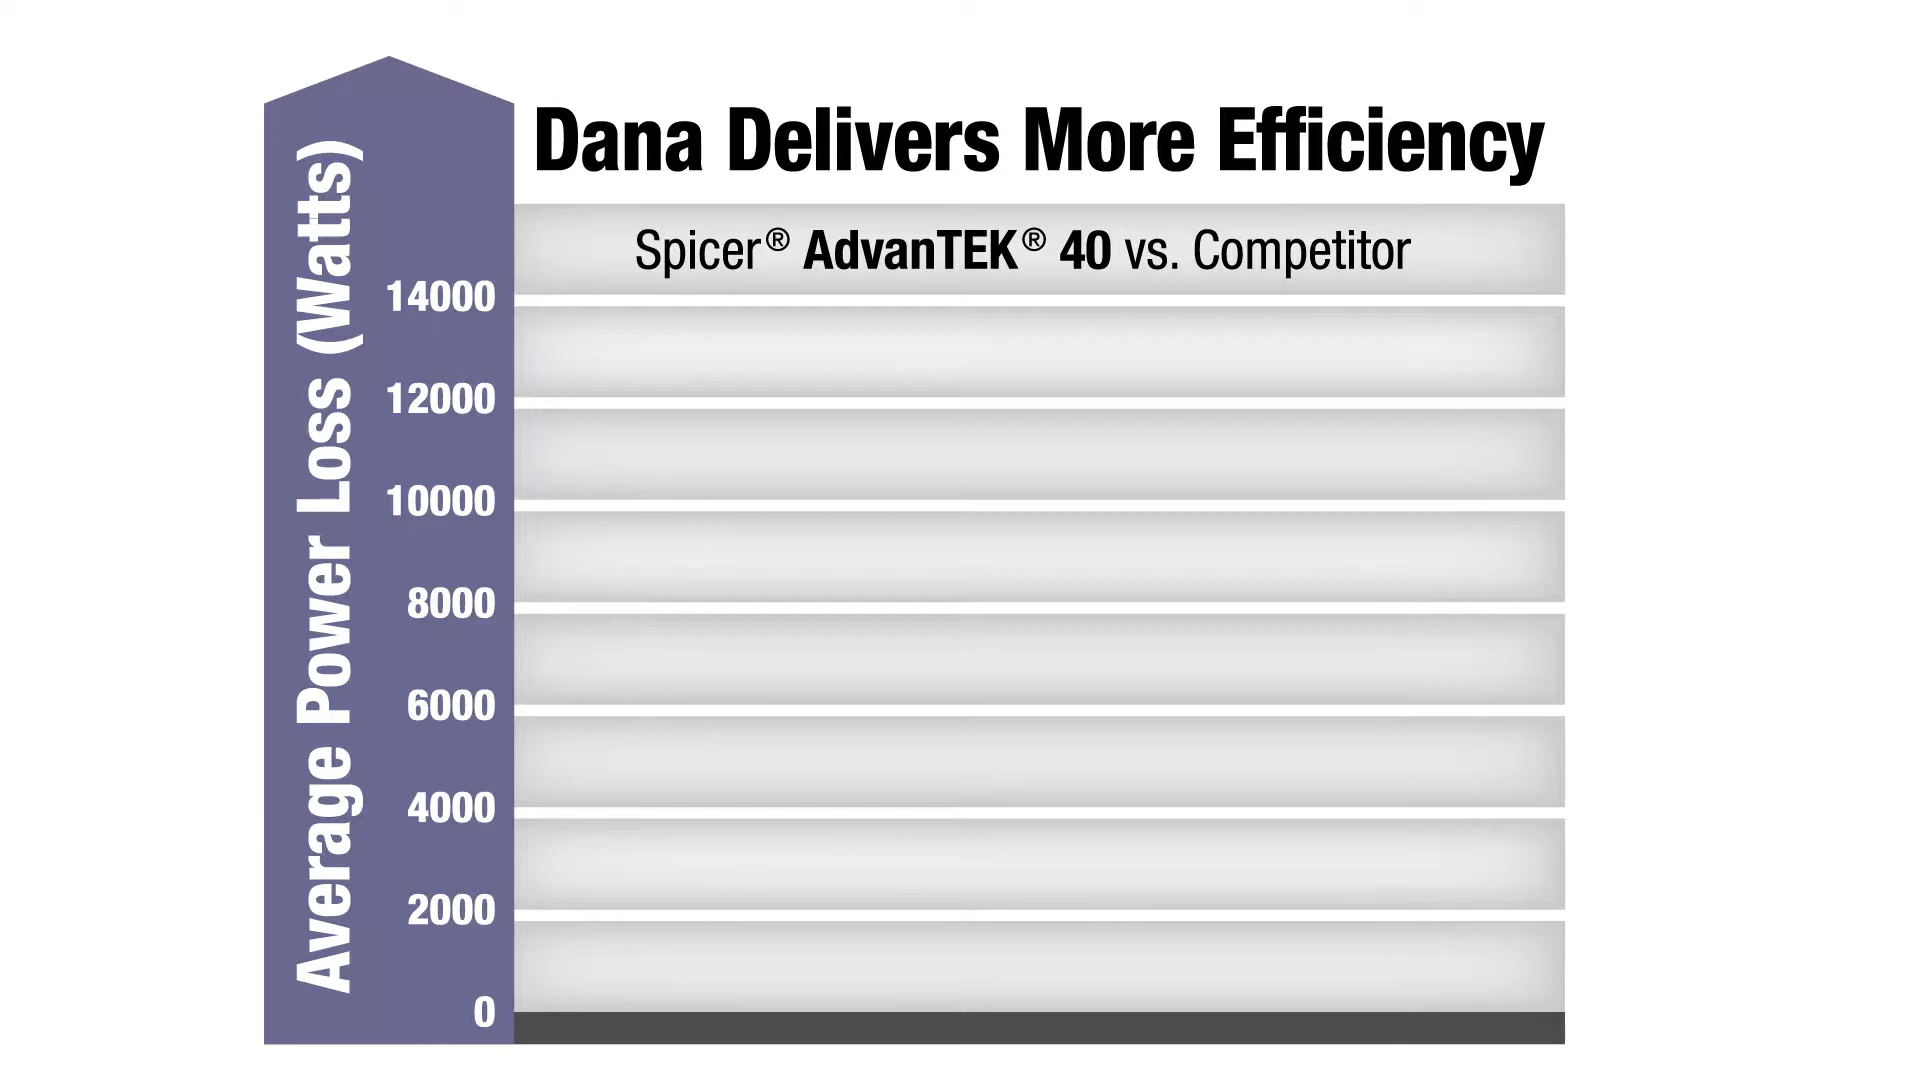 Dana Delivers More Efficiency
Spicer® AdvanTEK® 40 vs. Competitor
Average Power Loss (Watts)
14000
12000
10000
8000
6000
4000
2000
0